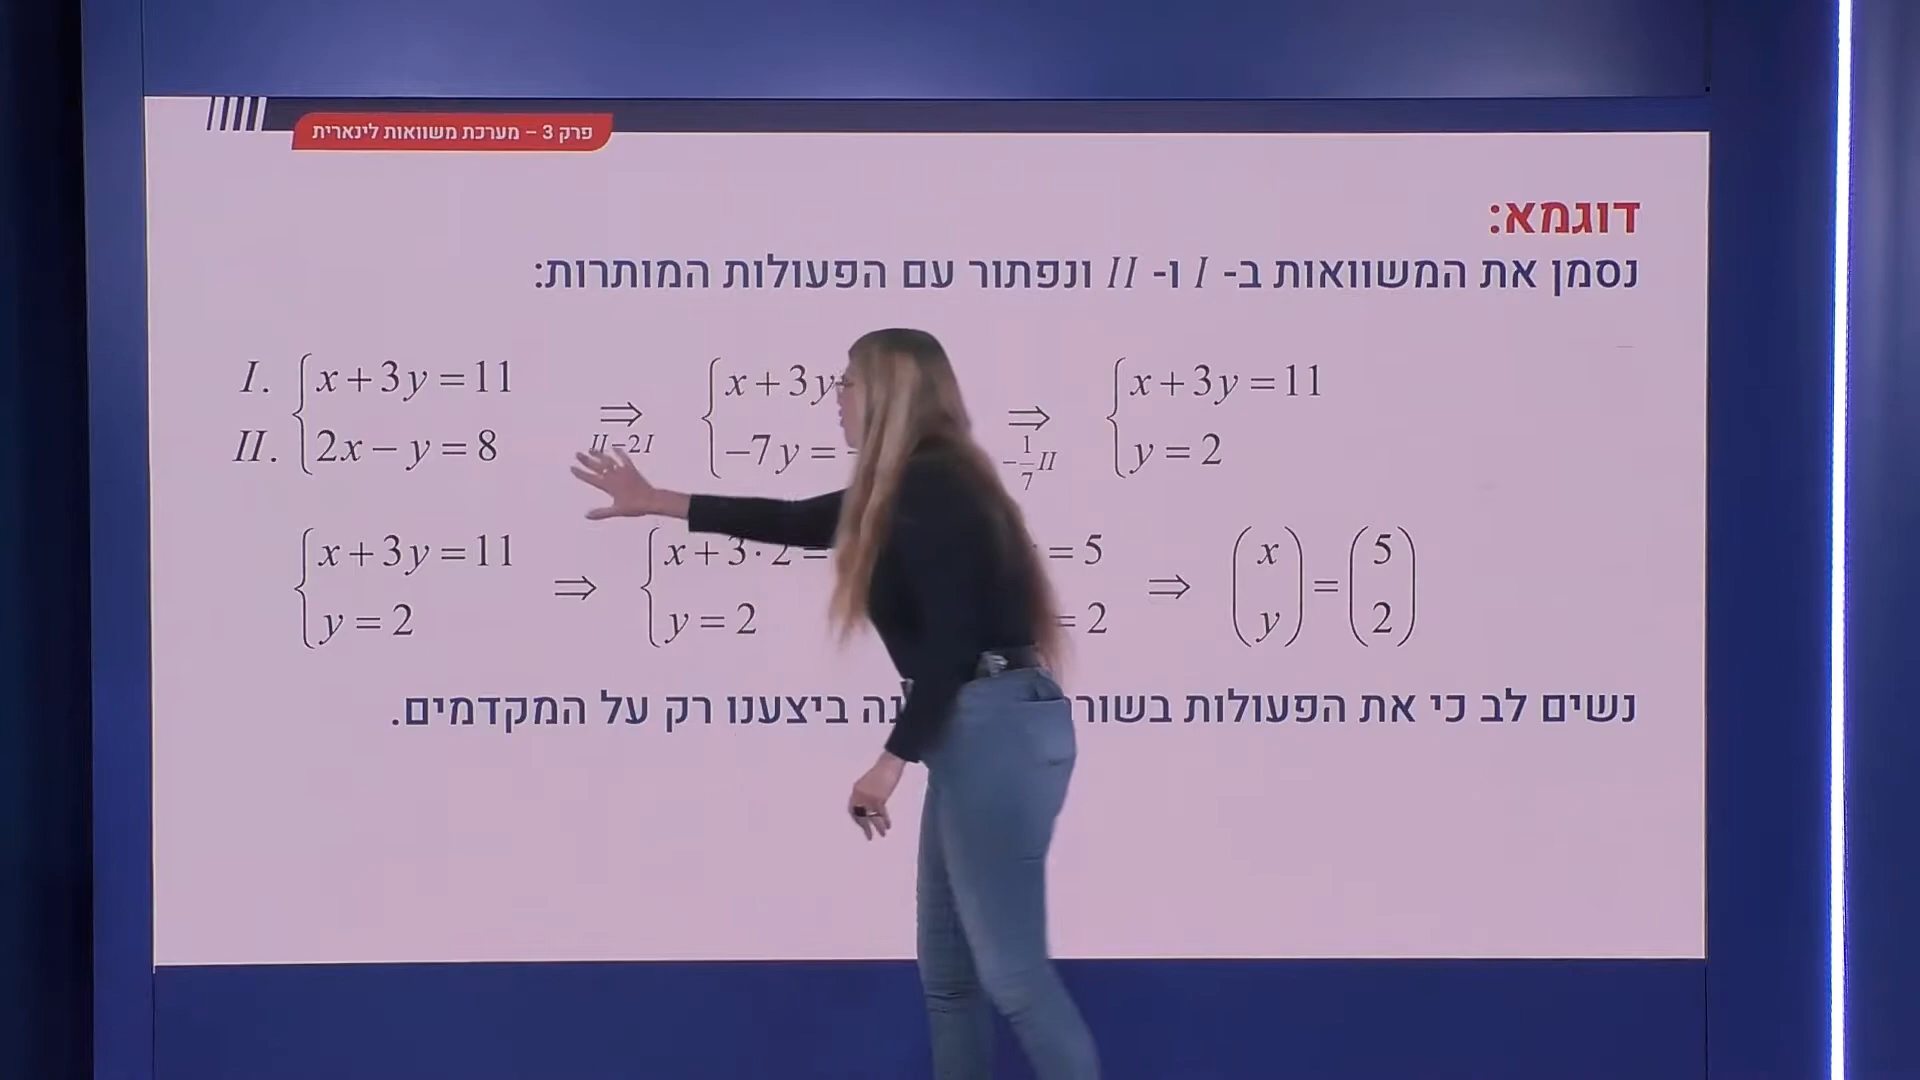 פרק 3 – מערכת משוואות לינארית
דוגמא:
נסמן את המשוואות ב- I ו- II ונפתור עם הפעולות המותרות:
I. x + 3y = 11 ⇒ x + 3y ⇒ x + 3y = 11
II. 2x − y = 8 II−2I −7y = −1/7 II y = 2
x + 3y = 11 ⇒ x + 3·2 = = 5 ⇒ (x y) = (5 2)
y = 2 y = 2 = 2
נשים לב כי את הפעולות ביצענו רק על המקדמים.